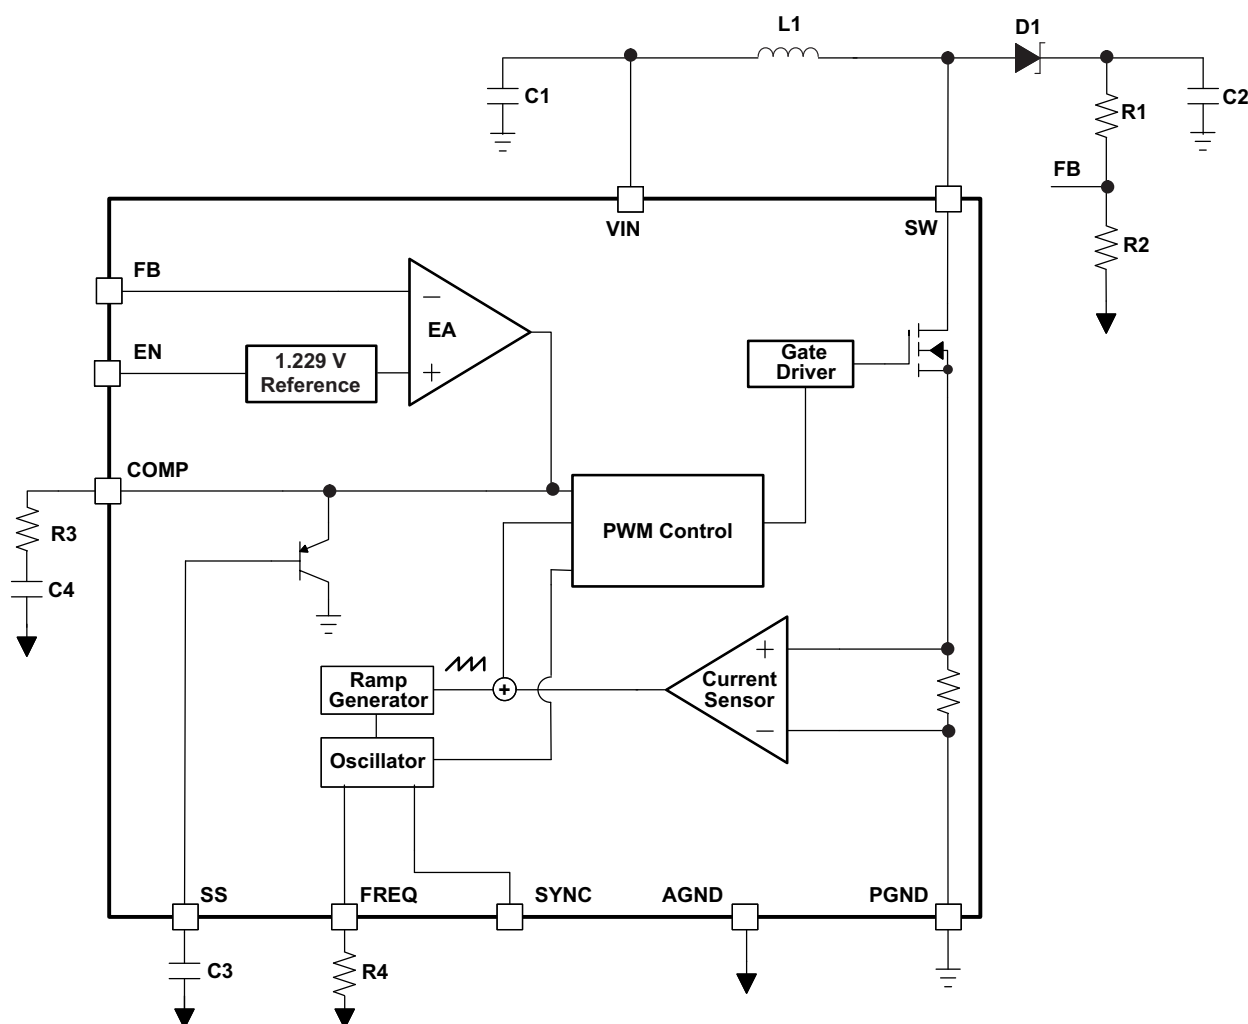 L1
D1
C1
R1
C2
FB
R2
VIN
SW
FB
−
EA
+
EN
1.229 V
Reference
Gate
Driver
COMP
R3
C4
PWM Control
+
Current
Sensor
−
Ramp
Generator
+
Oscillator
SS
FREQ
SYNC
AGND
PGND
C3
R4